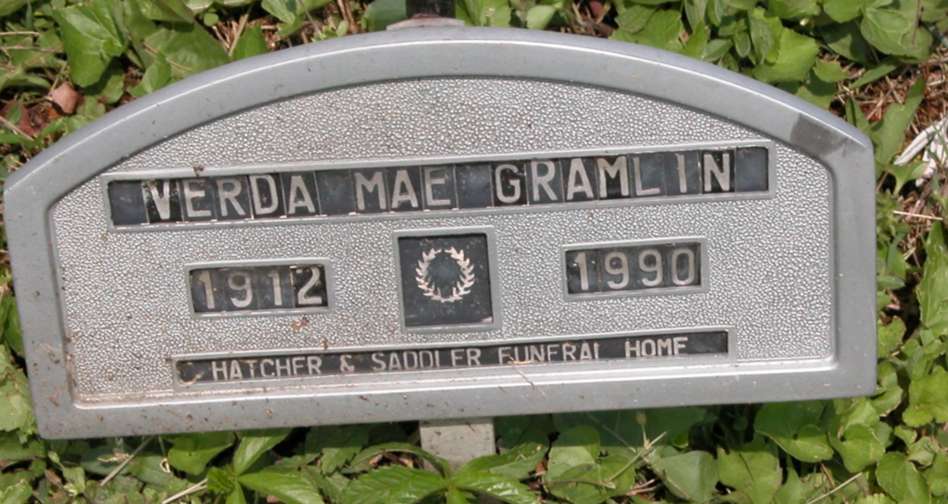 VERDA MAE GRAMLIN
1912 1990
HATCHER & SADDLER FUNERAL HOME